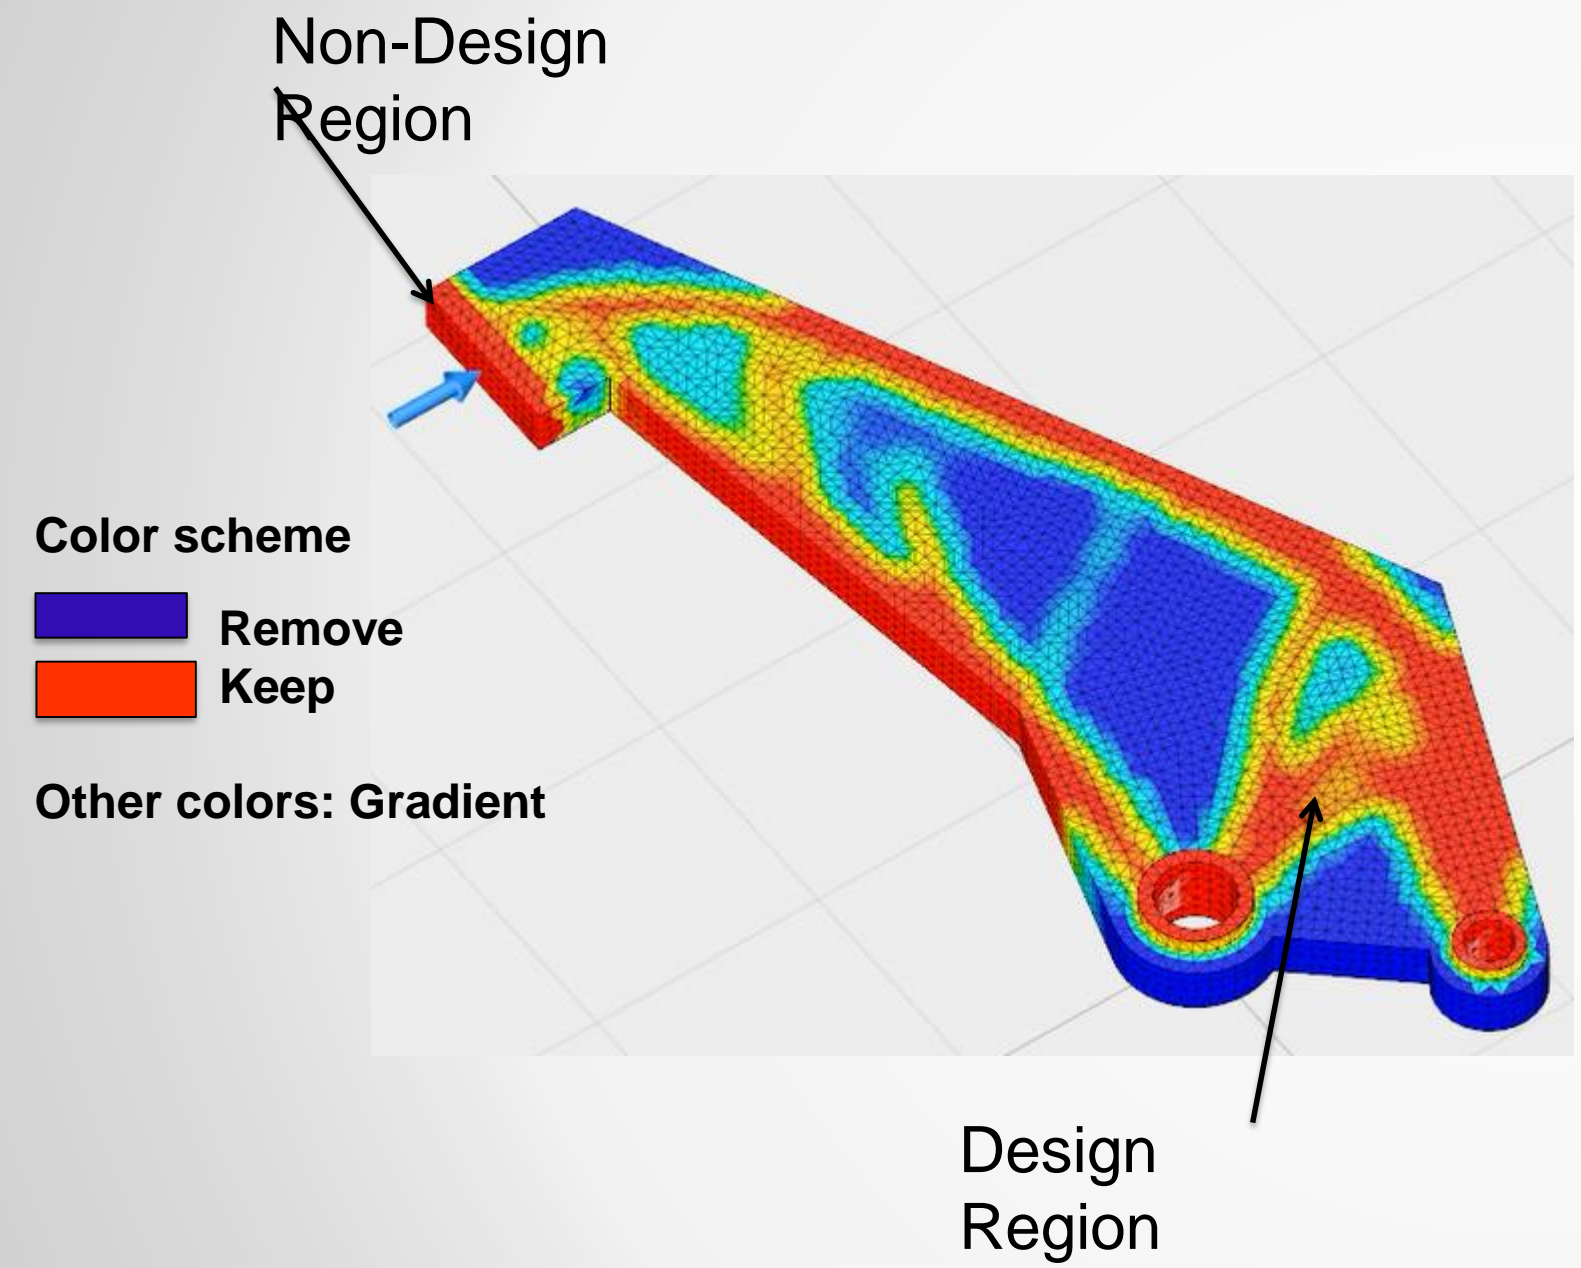 Non-Design
Region
Color scheme
Remove
Keep
Other colors: Gradient
Design
Region